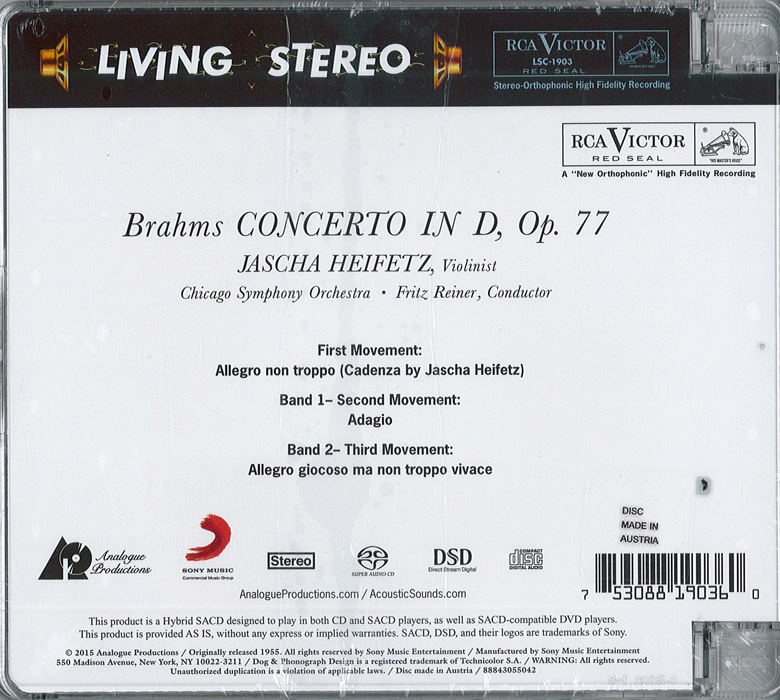 LIVING STEREO
RCA VICTOR
LSC-1903
RED SEAL
"HIS MASTER'S VOICE"
Stereo-Orthophonic High Fidelity Recording
RCA VICTOR
RED SEAL
"HIS MASTER'S VOICE"
A "New Orthophonic" High Fidelity Recording
Brahms CONCERTO IN D, Op. 77
JASCHA HEIFETZ, Violinist
Chicago Symphony Orchestra • Fritz Reiner, Conductor
First Movement:
Allegro non troppo (Cadenza by Jascha Heifetz)
Band 1– Second Movement:
Adagio
Band 2– Third Movement:
Allegro giocoso ma non troppo vivace
DISC
MADE IN
AUSTRIA
Analogue
Productions
SONY MUSIC
Commercial Music Group
Stereo
SUPER AUDIO CD
DSD
Direct Stream Digital
COMPACT
disc
DIGITAL AUDIO
7 53088 19036 0
AnalogueProductions.com / AcousticSounds.com
This product is a Hybrid SACD designed to play in both CD and SACD players, as well as SACD-compatible DVD players.
This product is provided AS IS, without any express or implied warranties. SACD, DSD, and their logos are trademarks of Sony.
© 2015 Analogue Productions / Originally released 1955. All rights reserved by Sony Music Entertainment / Manufactured by Sony Music Entertainment
550 Madison Avenue, New York, NY 10022-3211 / Dog & Phonograph Design is a registered trademark of Technicolor S.A. / WARNING: All rights reserved.
Unauthorized duplication is a violation of applicable laws. / Disc made in Austria / 88843055042